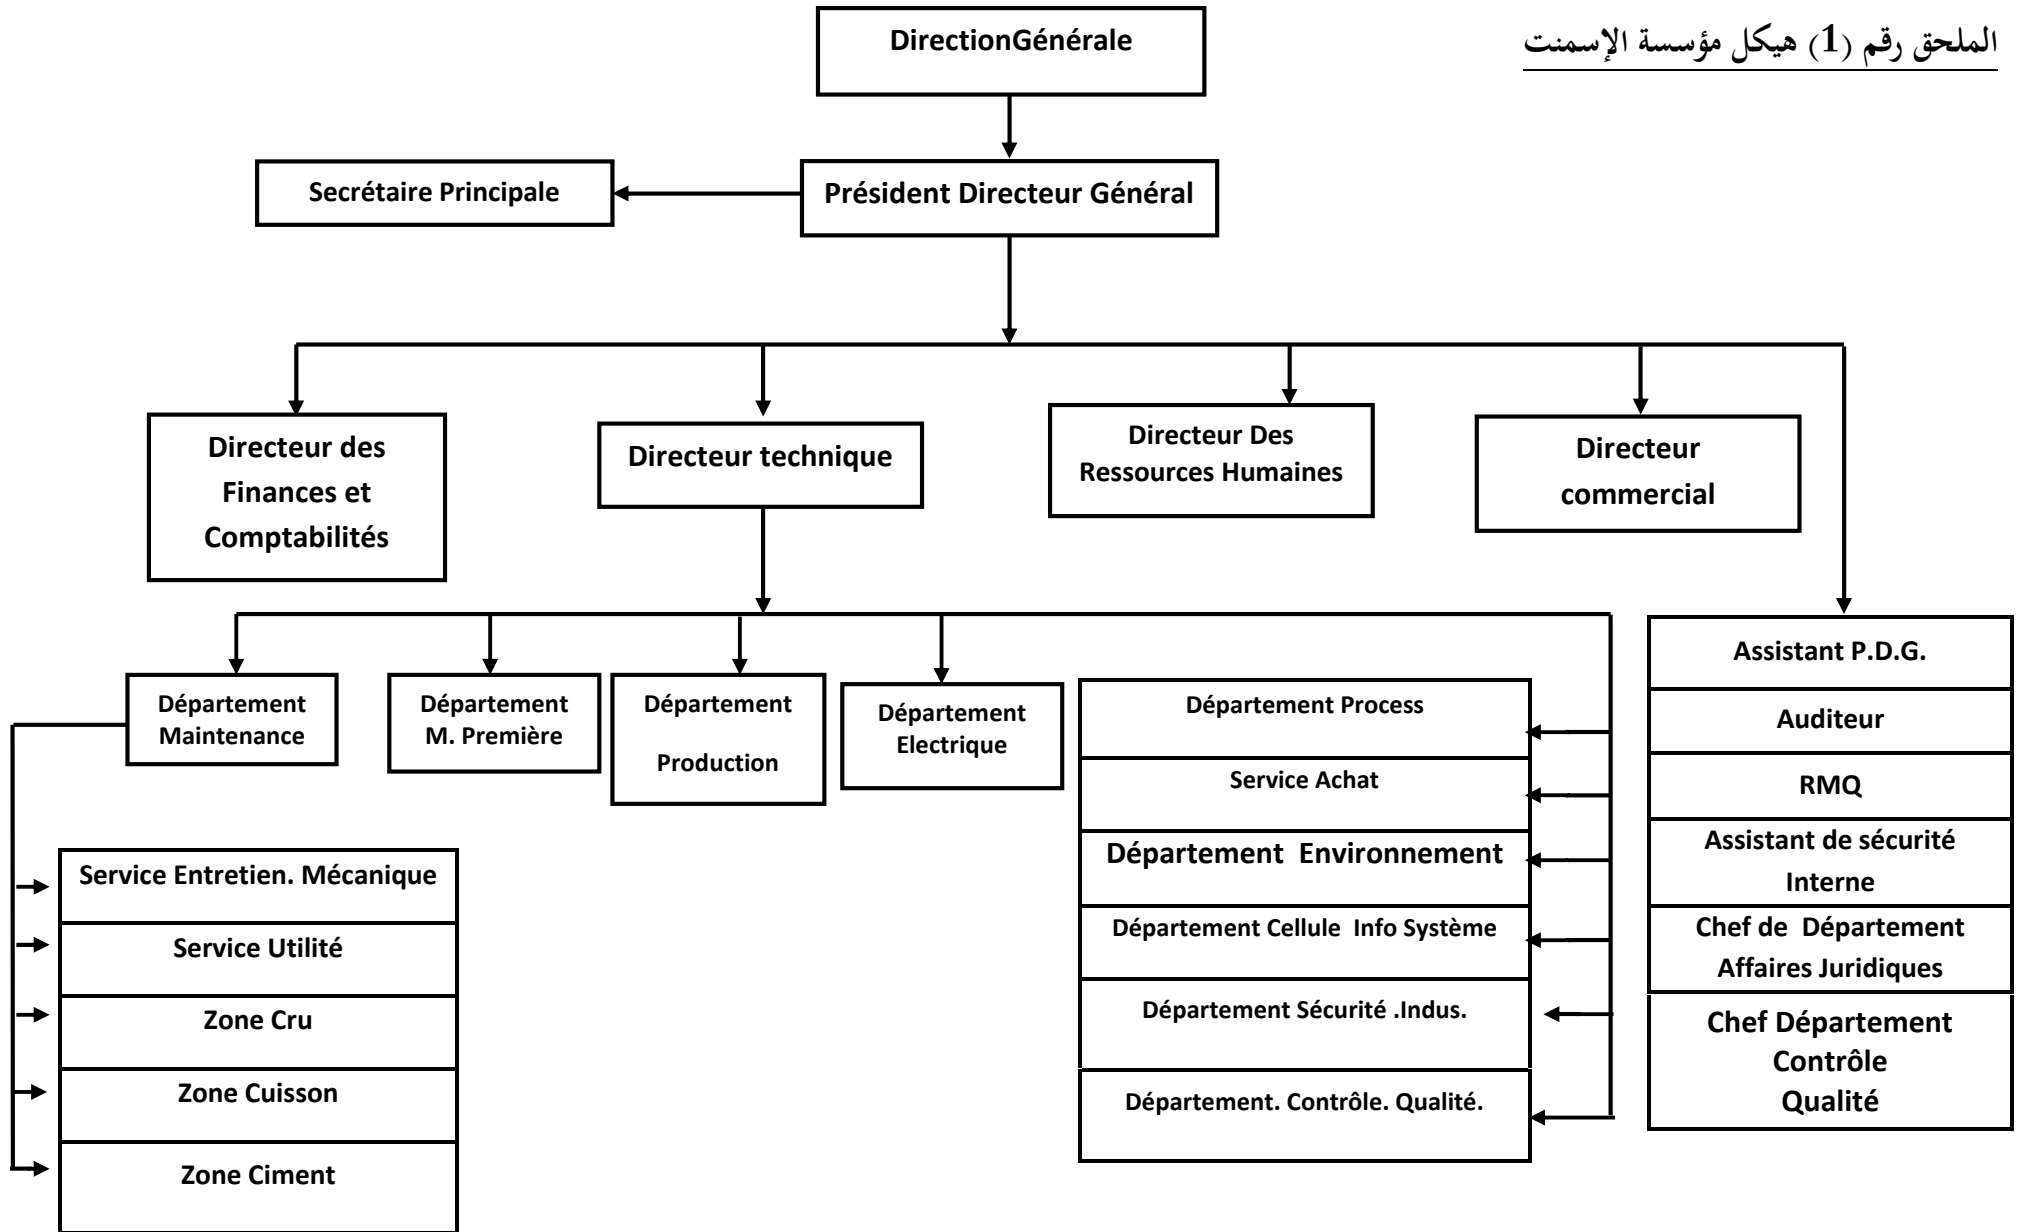 الملحق رقم (1) هيكل مؤسسة الإسمنت
DirectionGénérale
Secrétaire Principale
Président Directeur Général
Directeur des
Finances et
Comptabilités
Directeur technique
Directeur Des
Ressources Humaines
Directeur
commercial
Département
Maintenance
Département
M. Première
Département
Production
Département
Electrique
Département Process
Service Achat
Département  Environnement
Département Cellule  Info Système
Département Sécurité .Indus.
Département. Contrôle. Qualité.
Assistant P.D.G.
Auditeur
RMQ
Assistant de sécurité
Interne
Chef de  Département
Affaires Juridiques
Chef Département
Contrôle
Qualité
Service Entretien. Mécanique
Service Utilité
Zone Cru
Zone Cuisson
Zone Ciment